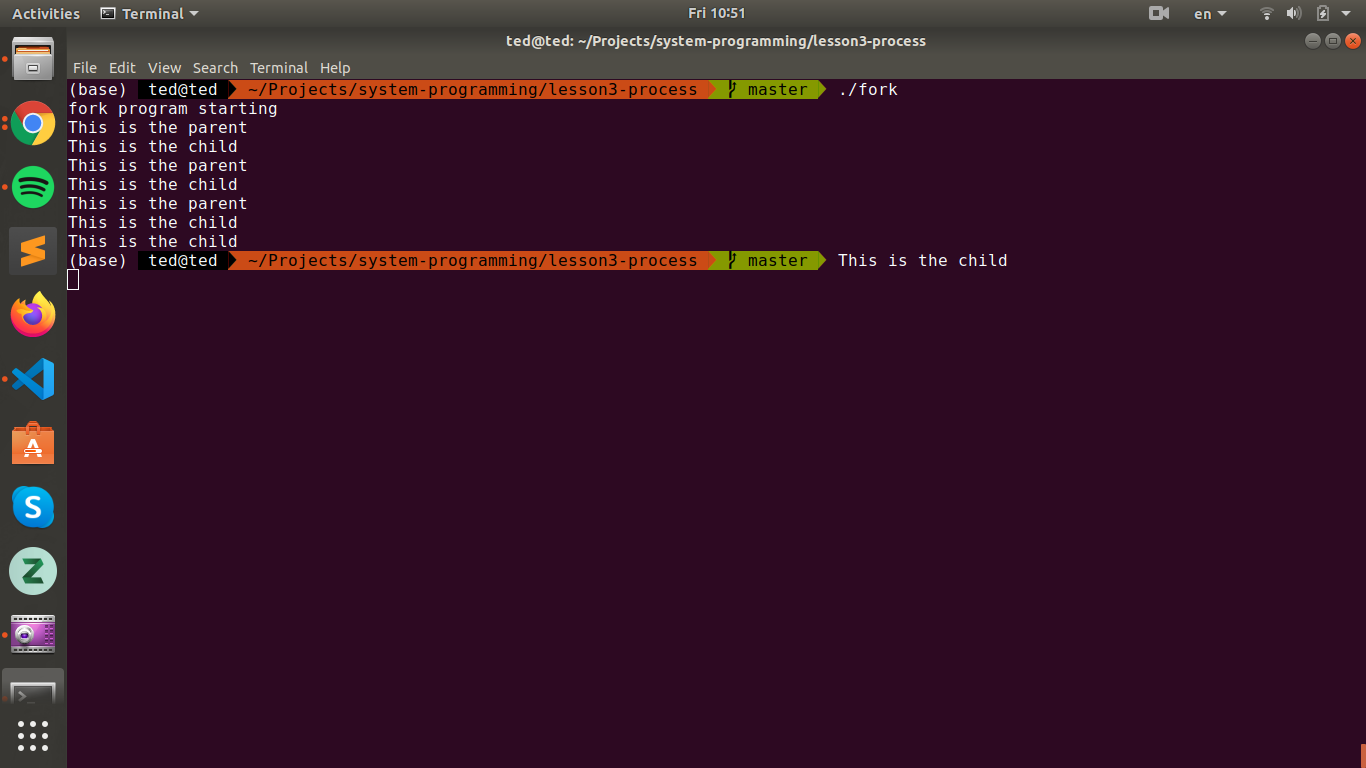 Activities Terminal Fri 10:51 en
ted@ted: ~/Projects/system-programming/lesson3-process
File Edit View Search Terminal Help
(base) ted@ted ~/Projects/system-programming/lesson3-process master ./fork
fork program starting
This is the parent
This is the child
This is the parent
This is the child
This is the parent
This is the child
This is the child
(base) ted@ted ~/Projects/system-programming/lesson3-process master This is the child